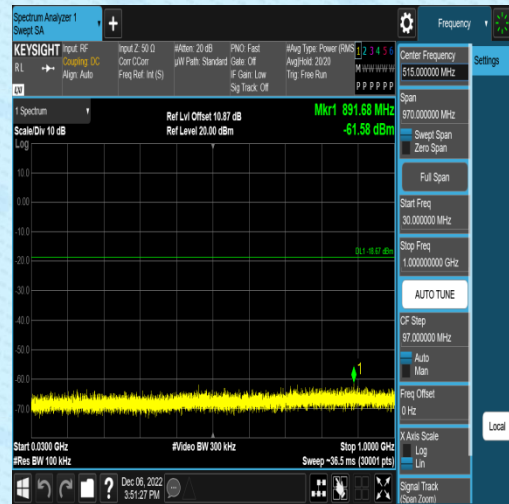 Spectrum Analyzer 1
Swept SA
Frequency
KEYSIGHT
RL
LXI
Input: RF
Coupling: DC
Align: Auto
Input Z: 50 Ω
Corr CCorr
Freq Ref: Int (S)
#Atten: 20 dB
µW Path: Standard
PNO: Fast
Gate: Off
IF Gain: Low
Sig Track: Off
#Avg Type: Power (RMS
Avg|Hold: 20/20
Trig: Free Run
1 2 3 4 5 6
M W W W W W
P P P P P P
Center Frequency
515.000000 MHz
Settings
1 Spectrum
Scale/Div 10 dB
Log
Ref Lvl Offset 10.87 dB
Ref Level 20.00 dBm
Mkr1 891.68 MHz
-61.58 dBm
10.0
0.00
-10.0
-20.0
-30.0
-40.0
-50.0
-60.0
-70.0
DL1 -18.67 dBm
1
Start 0.0300 GHz
#Res BW 100 kHz
#Video BW 300 kHz
Stop 1.0000 GHz
Sweep ~36.5 ms (30001 pts)
Span
970.000000 MHz
Swept Span
Zero Span
Full Span
Start Freq
30.000000 MHz
Stop Freq
1.000000000 GHz
AUTO TUNE
CF Step
97.000000 MHz
Auto
Man
Freq Offset
0 Hz
X Axis Scale
Log
Lin
Signal Track
(Span Zoom)
Local
Dec 06, 2022
3:51:27 PM